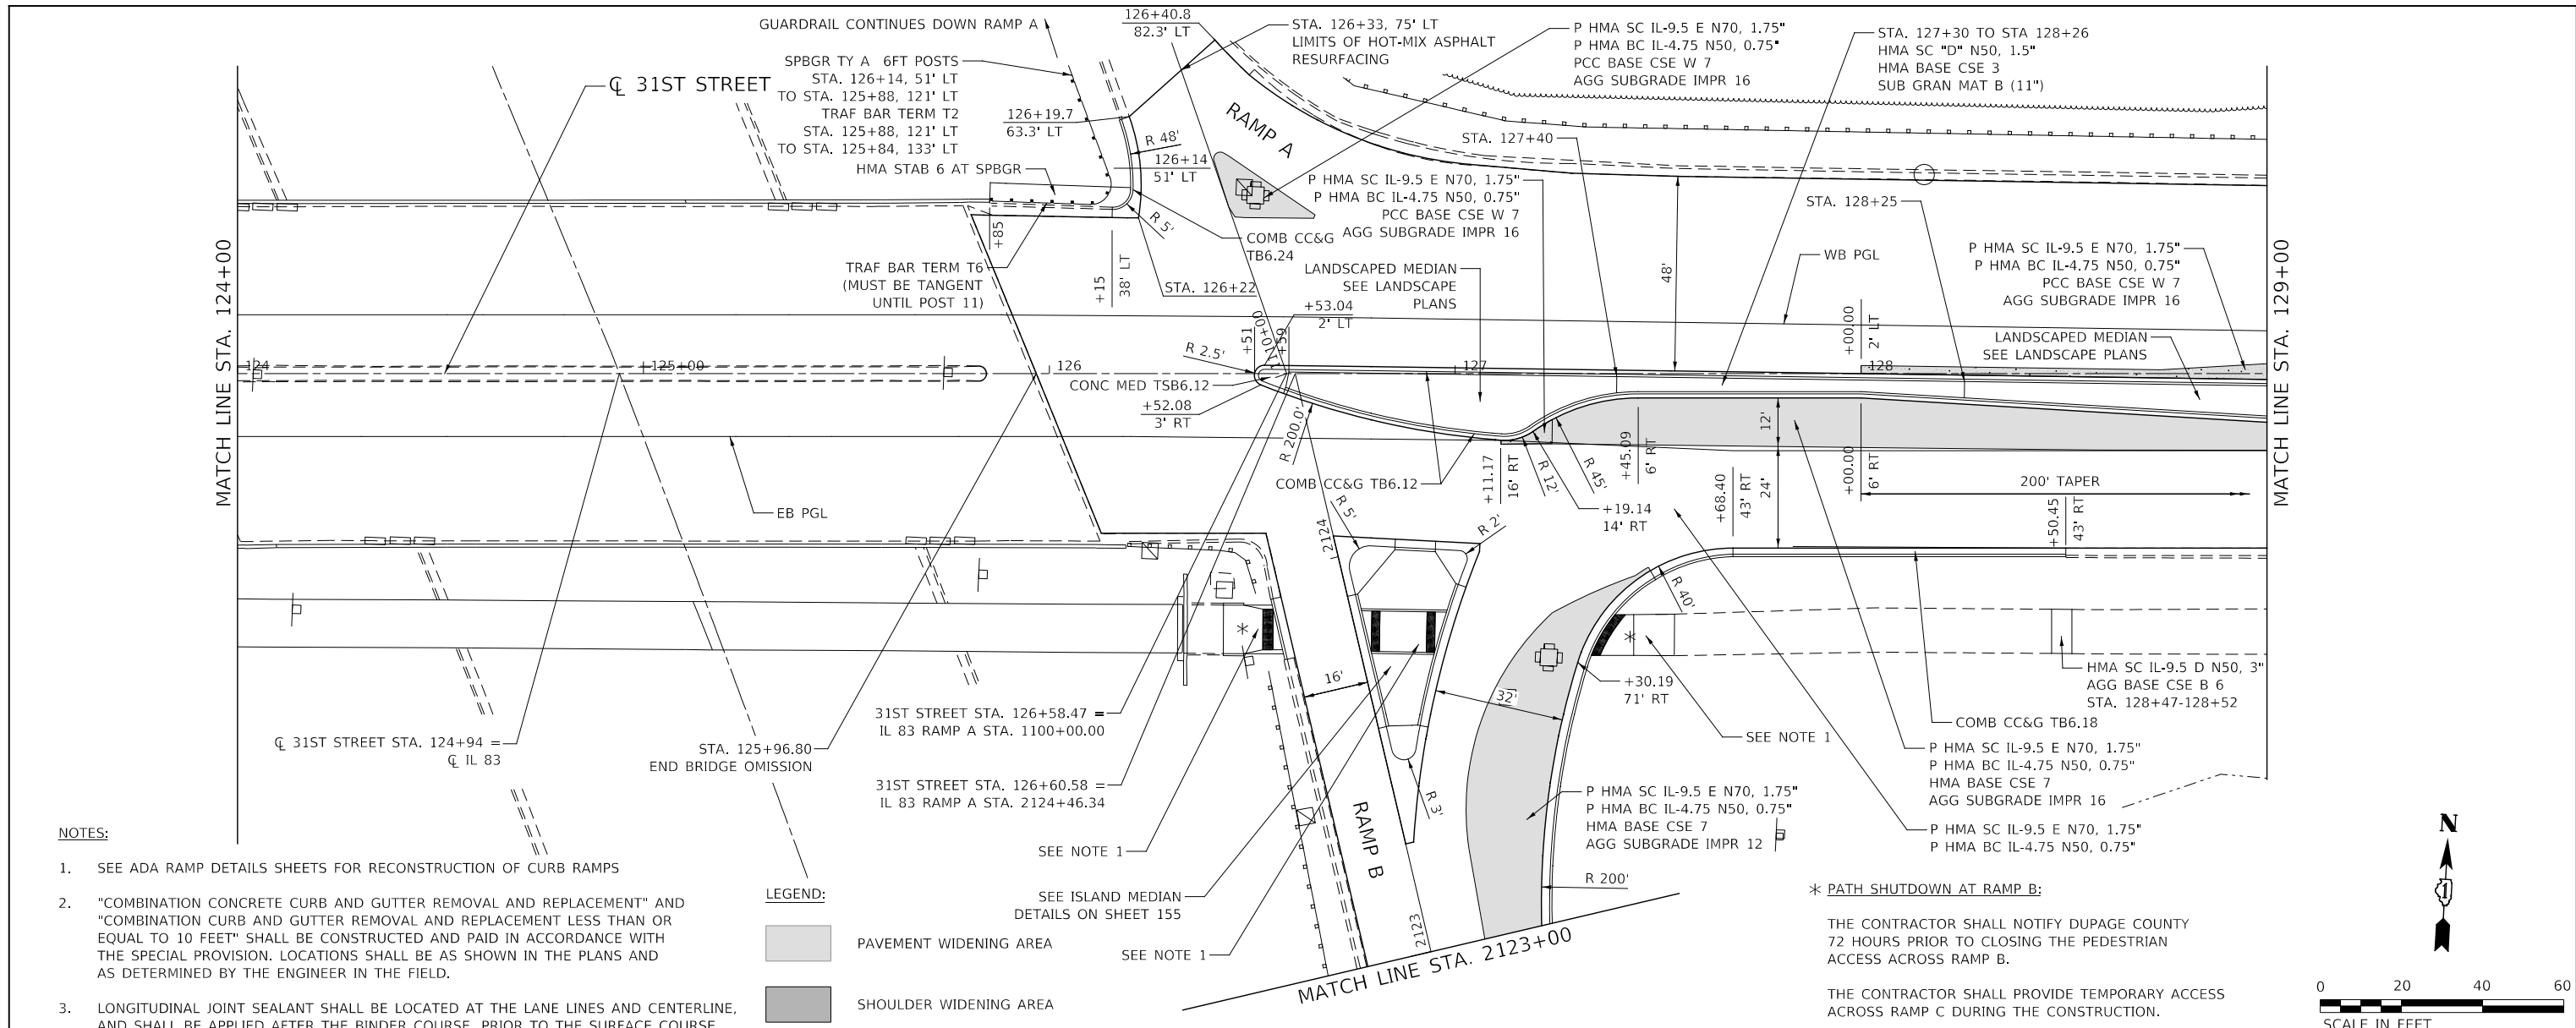 GUARDRAIL CONTINUES DOWN RAMP A
126+40.8
82.3' LT
STA. 126+33, 75' LT
LIMITS OF HOT-MIX ASPHALT
RESURFACING
P HMA SC IL-9.5 E N70, 1.75"
P HMA BC IL-4.75 N50, 0.75"
PCC BASE CSE W 7
AGG SUBGRADE IMPR 16
STA. 127+30 TO STA 128+26
HMA SC "D" N50, 1.5"
HMA BASE CSE 3
SUB GRAN MAT B (11")
℄ 31ST STREET
SPBGR TY A 6FT POSTS
STA. 126+14, 51' LT
TO STA. 125+88, 121' LT
TRAF BAR TERM T2
STA. 125+88, 121' LT
TO STA. 125+84, 133' LT
HMA STAB 6 AT SPBGR
126+19.7
63.3' LT
R 48'
126+14
51' LT
RAMP A
STA. 127+40
P HMA SC IL-9.5 E N70, 1.75"
P HMA BC IL-4.75 N50, 0.75"
PCC BASE CSE W 7
AGG SUBGRADE IMPR 16
STA. 128+25
R 5'
+85
COMB CC&G
TB6.24
TRAF BAR TERM T6
(MUST BE TANGENT
UNTIL POST 11)
+15
38' LT
STA. 126+22
LANDSCAPED MEDIAN
SEE LANDSCAPE
PLANS
48'
WB PGL
P HMA SC IL-9.5 E N70, 1.75"
P HMA BC IL-4.75 N50, 0.75"
PCC BASE CSE W 7
AGG SUBGRADE IMPR 16
MATCH LINE STA. 124+00
MATCH LINE STA. 129+00
+53.04
2' LT
+51
+59
+00.00
2' LT
LANDSCAPED MEDIAN
SEE LANDSCAPE PLANS
R 2.5'
124
125+00
126
127
128
CONC MED TSB6.12
+52.08
3' RT
R 200.0'
COMB CC&G TB6.12
+11.17
16' RT
R 12'
R 45'
+45.09
6' RT
12'
+19.14
14' RT
+68.40
43' RT
24'
+00.00
6' RT
200' TAPER
+50.45
43' RT
EB PGL
2124
R 5'
R 2'
R 40'
16'
32'
+30.19
71' RT
*
*
HMA SC IL-9.5 D N50, 3"
AGG BASE CSE B 6
STA. 128+47-128+52
COMB CC&G TB6.18
SEE NOTE 1
℄ 31ST STREET STA. 124+94 =
℄ IL 83
STA. 125+96.80
END BRIDGE OMISSION
31ST STREET STA. 126+58.47 =
IL 83 RAMP A STA. 1100+00.00
31ST STREET STA. 126+60.58 =
IL 83 RAMP A STA. 2124+46.34
P HMA SC IL-9.5 E N70, 1.75"
P HMA BC IL-4.75 N50, 0.75"
HMA BASE CSE 7
AGG SUBGRADE IMPR 16
P HMA SC IL-9.5 E N70, 1.75"
P HMA BC IL-4.75 N50, 0.75"
HMA BASE CSE 7
AGG SUBGRADE IMPR 12
P HMA SC IL-9.5 E N70, 1.75"
P HMA BC IL-4.75 N50, 0.75"
R 3'
RAMP B
SEE NOTE 1
SEE ISLAND MEDIAN
DETAILS ON SHEET 155
SEE NOTE 1
R 200'
2123
MATCH LINE STA. 2123+00
NOTES:
1. SEE ADA RAMP DETAILS SHEETS FOR RECONSTRUCTION OF CURB RAMPS
2. "COMBINATION CONCRETE CURB AND GUTTER REMOVAL AND REPLACEMENT" AND
"COMBINATION CURB AND GUTTER REMOVAL AND REPLACEMENT LESS THAN OR
EQUAL TO 10 FEET" SHALL BE CONSTRUCTED AND PAID IN ACCORDANCE WITH
THE SPECIAL PROVISION. LOCATIONS SHALL BE AS SHOWN IN THE PLANS AND
AS DETERMINED BY THE ENGINEER IN THE FIELD.
3. LONGITUDINAL JOINT SEALANT SHALL BE LOCATED AT THE LANE LINES AND CENTERLINE,
AND SHALL BE APPLIED AFTER THE BINDER COURSE, PRIOR TO THE SURFACE COURSE
LEGEND:
PAVEMENT WIDENING AREA
SHOULDER WIDENING AREA
* PATH SHUTDOWN AT RAMP B:
THE CONTRACTOR SHALL NOTIFY DUPAGE COUNTY
72 HOURS PRIOR TO CLOSING THE PEDESTRIAN
ACCESS ACROSS RAMP B.
THE CONTRACTOR SHALL PROVIDE TEMPORARY ACCESS
ACROSS RAMP C DURING THE CONSTRUCTION.
N
0 20 40 60
SCALE IN FEET